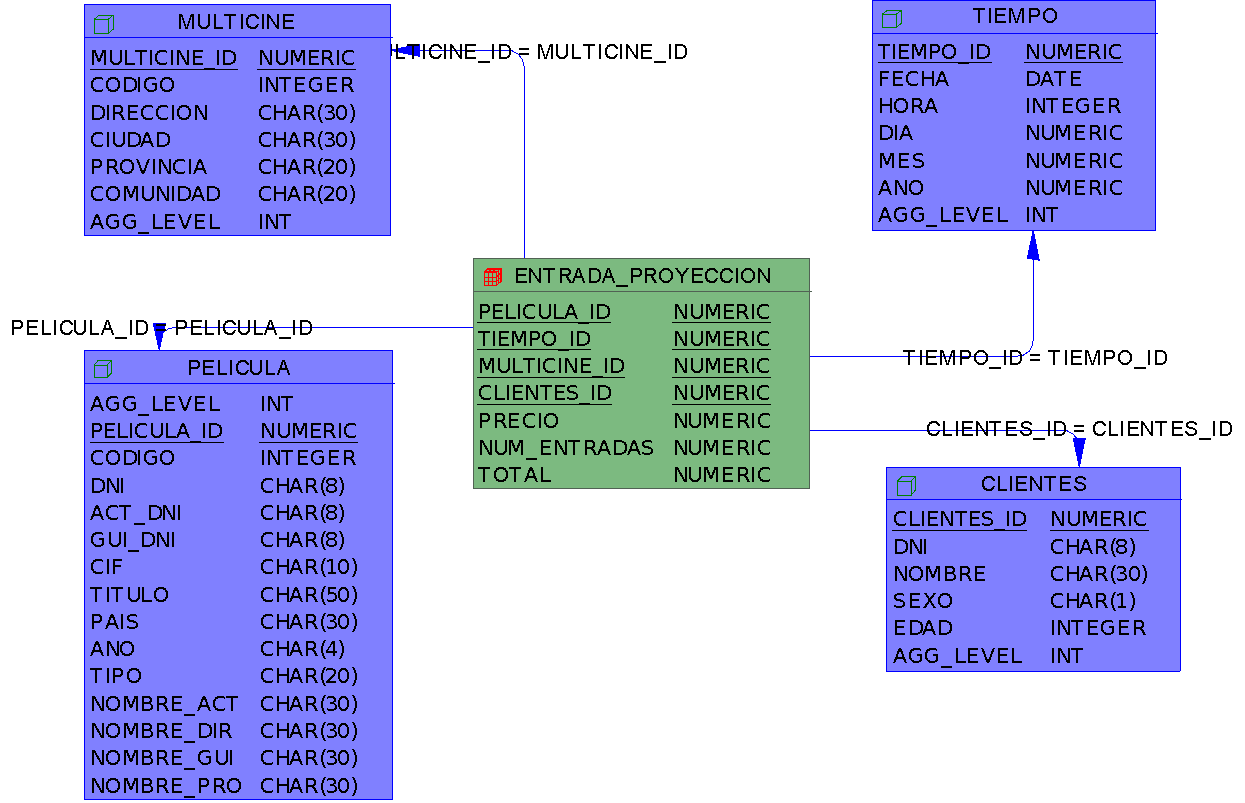 MULTICINE
MULTICINE_ID NUMERIC
CODIGO INTEGER
DIRECCION CHAR(30)
CIUDAD CHAR(30)
PROVINCIA CHAR(20)
COMUNIDAD CHAR(20)
AGG_LEVEL INT
LTICINE_ID = MULTICINE_ID
TIEMPO
TIEMPO_ID NUMERIC
FECHA DATE
HORA INTEGER
DIA NUMERIC
MES NUMERIC
ANO NUMERIC
AGG_LEVEL INT
ENTRADA_PROYECCION
PELICULA_ID NUMERIC
TIEMPO_ID NUMERIC
MULTICINE_ID NUMERIC
CLIENTES_ID NUMERIC
PRECIO NUMERIC
NUM_ENTRADAS NUMERIC
TOTAL NUMERIC
PELICULA_ID = PELICULA_ID
TIEMPO_ID = TIEMPO_ID
CLIENTES_ID = CLIENTES_ID
PELICULA
AGG_LEVEL INT
PELICULA_ID NUMERIC
CODIGO INTEGER
DNI CHAR(8)
ACT_DNI CHAR(8)
GUI_DNI CHAR(8)
CIF CHAR(10)
TITULO CHAR(50)
PAIS CHAR(30)
ANO CHAR(4)
TIPO CHAR(20)
NOMBRE_ACT CHAR(30)
NOMBRE_DIR CHAR(30)
NOMBRE_GUI CHAR(30)
NOMBRE_PRO CHAR(30)
CLIENTES
CLIENTES_ID NUMERIC
DNI CHAR(8)
NOMBRE CHAR(30)
SEXO CHAR(1)
EDAD INTEGER
AGG_LEVEL INT